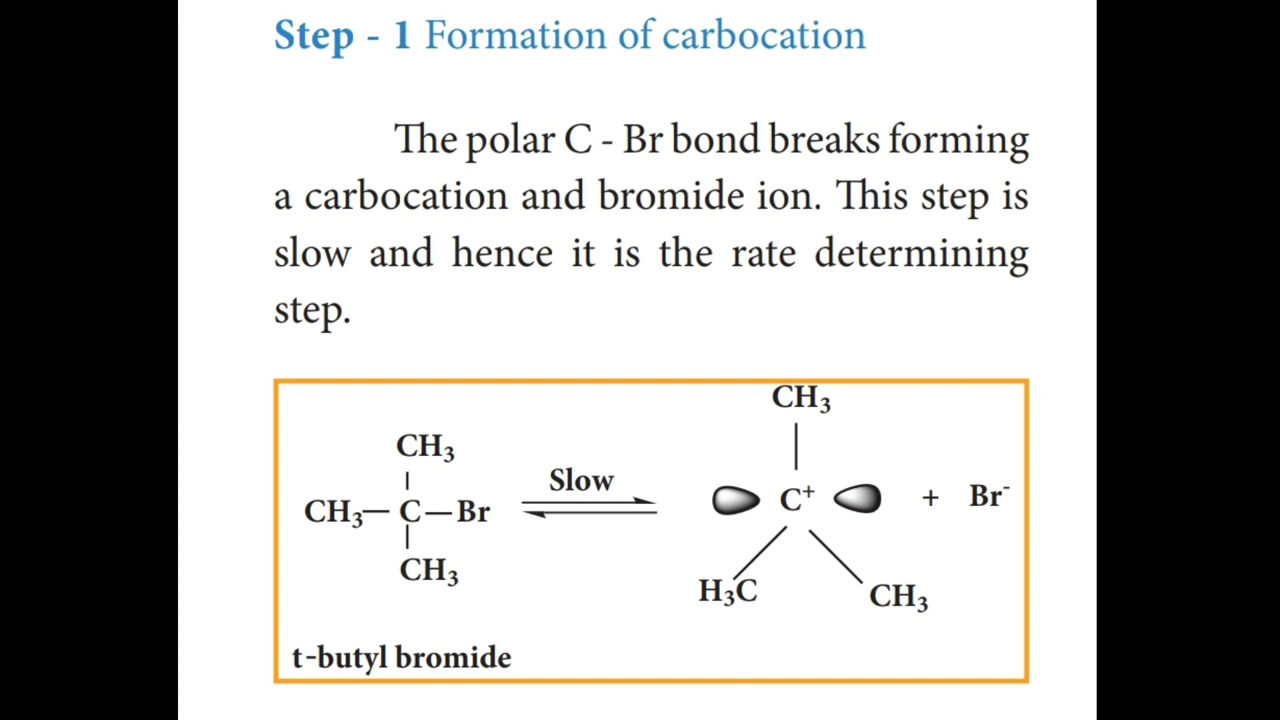 Step - 1 Formation of carbocation
The polar C - Br bond breaks forming
a carbocation and bromide ion. This step is
slow and hence it is the rate determining
step.
CH₃
CH₃
Slow
CH₃— C — Br
C⁺ + Br⁻
CH₃
H₃C CH₃
t-butyl bromide